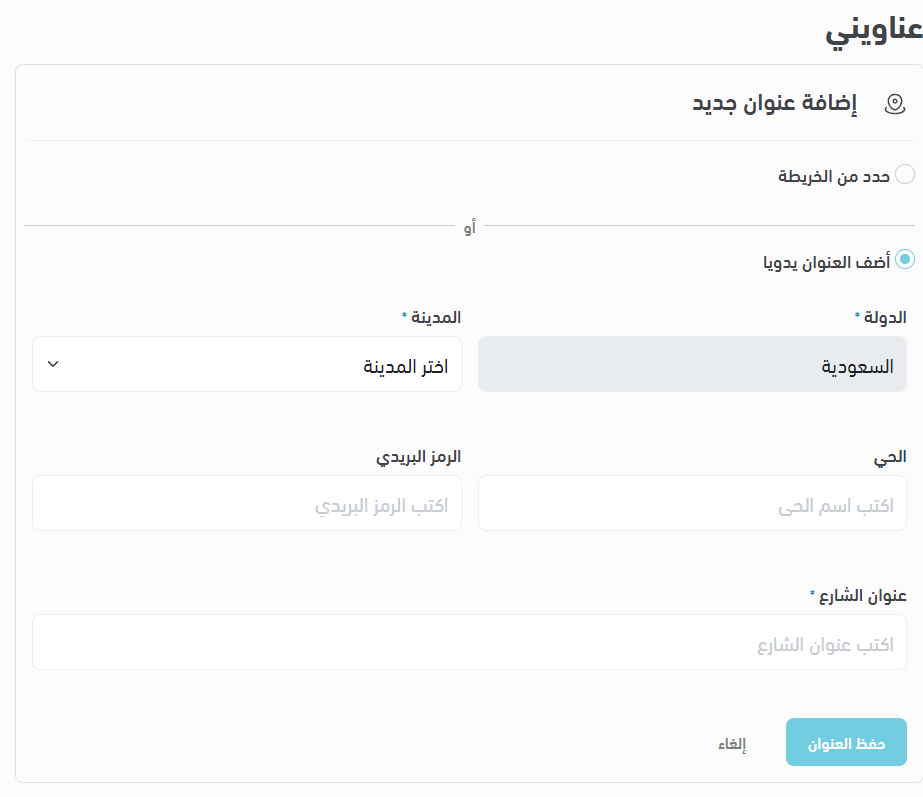 عناويني
إضافة عنوان جديد
حدد من الخريطة
أو
أضف العنوان يدويا
الدولة *
المدينة *
السعودية
اختر المدينة
الحي
الرمز البريدي
اكتب اسم الحى
اكتب الرمز البريدي
عنوان الشارع *
اكتب عنوان الشارع
حفظ العنوان
إلغاء